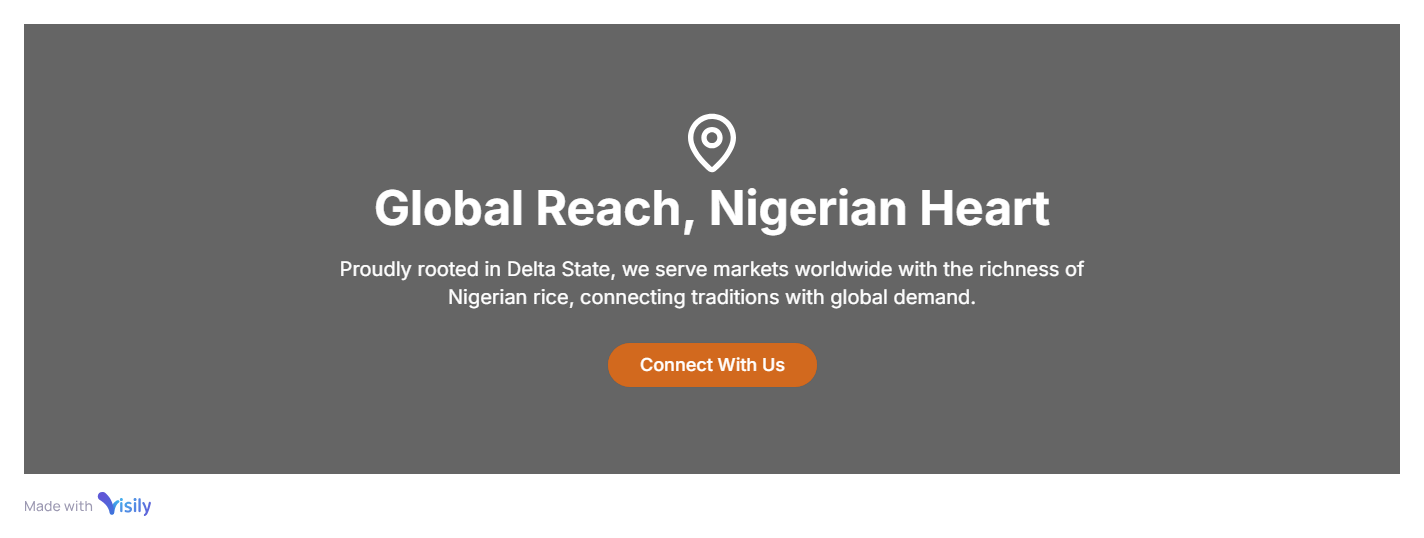 Global Reach, Nigerian Heart
Proudly rooted in Delta State, we serve markets worldwide with the richness of
Nigerian rice, connecting traditions with global demand.
Connect With Us
Made with Visily